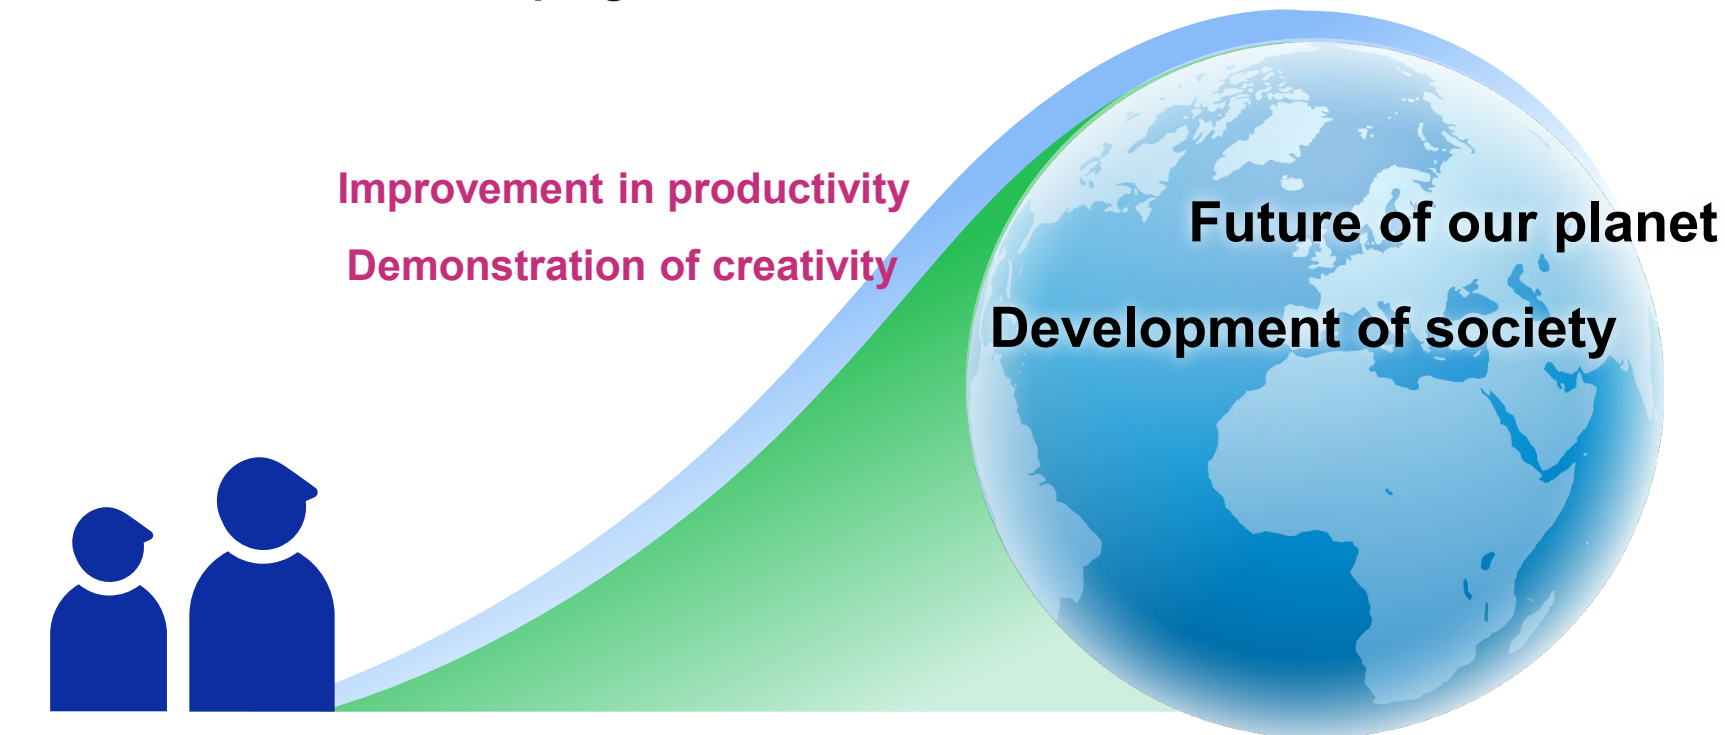 Improvement in productivity
Demonstration of creativity
Future of our planet
Development of society